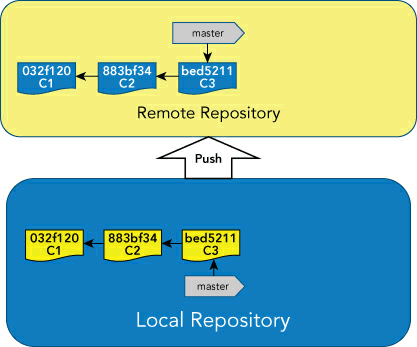 master
032f120 883bf34 bed5211
C1 C2 C3
Remote Repository
Push
032f120 883bf34 bed5211
C1 C2 C3
master
Local Repository